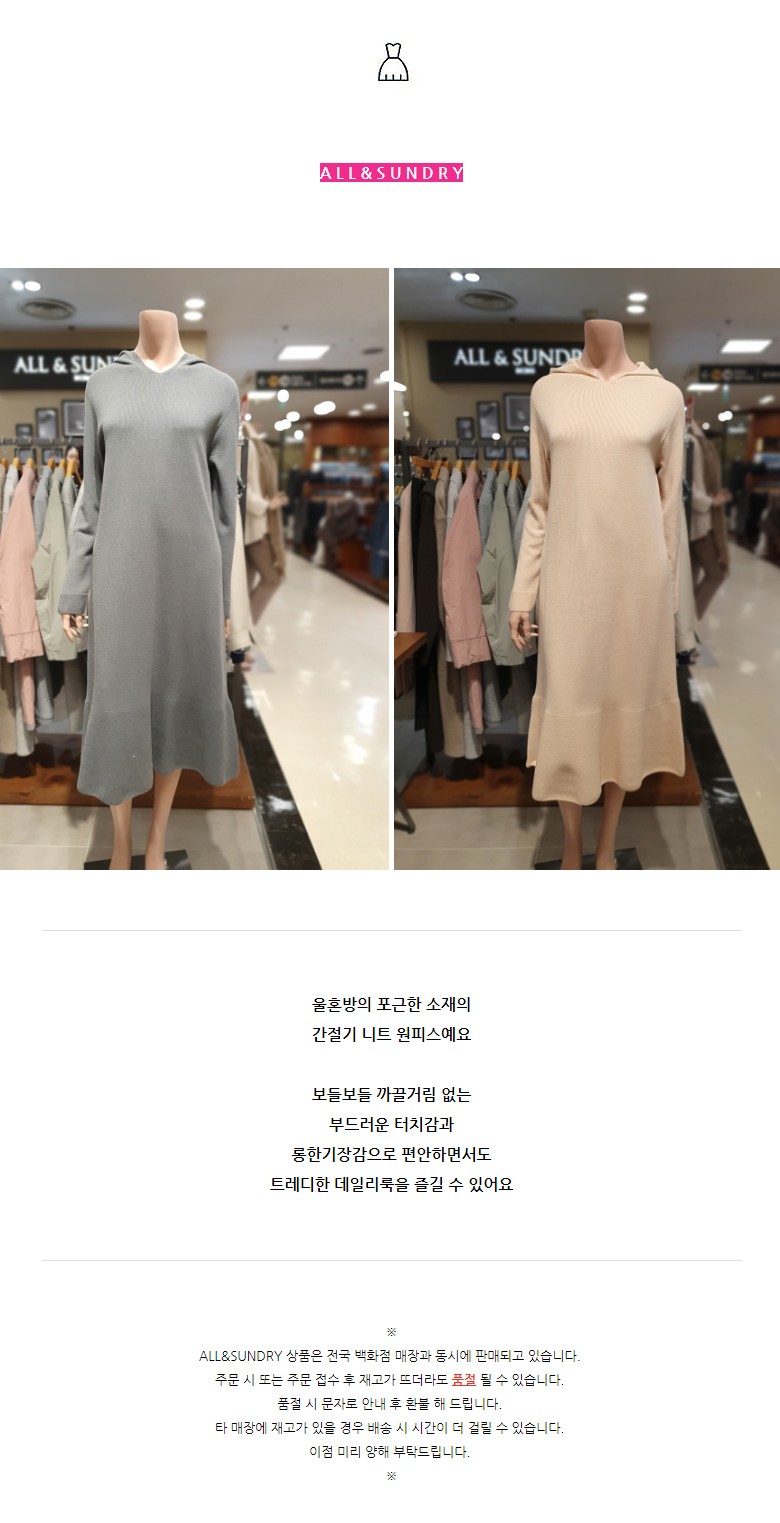 ALL&SUNDRY
ALL & SUN
ALL & SUNDR
울혼방의 포근한 소재의
간절기 니트 원피스예요
보들보들 까끌거림 없는
부드러운 터치감과
롱한기장감으로 편안하면서도
트레디한 데일리룩을 즐길 수 있어요
※
ALL&SUNDRY 상품은 전국 백화점 매장과 동시에 판매되고 있습니다.
주문 시 또는 주문 접수 후 재고가 뜨더라도 품절 될 수 있습니다.
품절 시 문자로 안내 후 환불 해 드립니다.
타 매장에 재고가 있을 경우 배송 시 시간이 더 걸릴 수 있습니다.
이점 미리 양해 부탁드립니다.
※